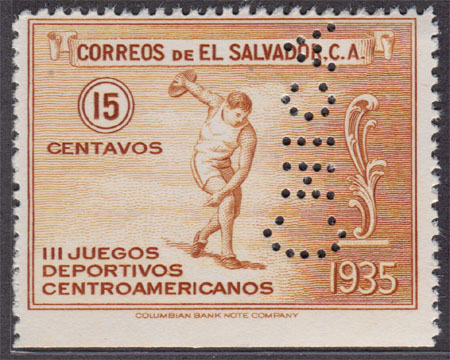 CORREOS DE EL SALVADOR, C.A.
15
CENTAVOS
III JUEGOS
DEPORTIVOS
CENTROAMERICANOS
1935
COLUMBIAN BANK NOTE COMPANY